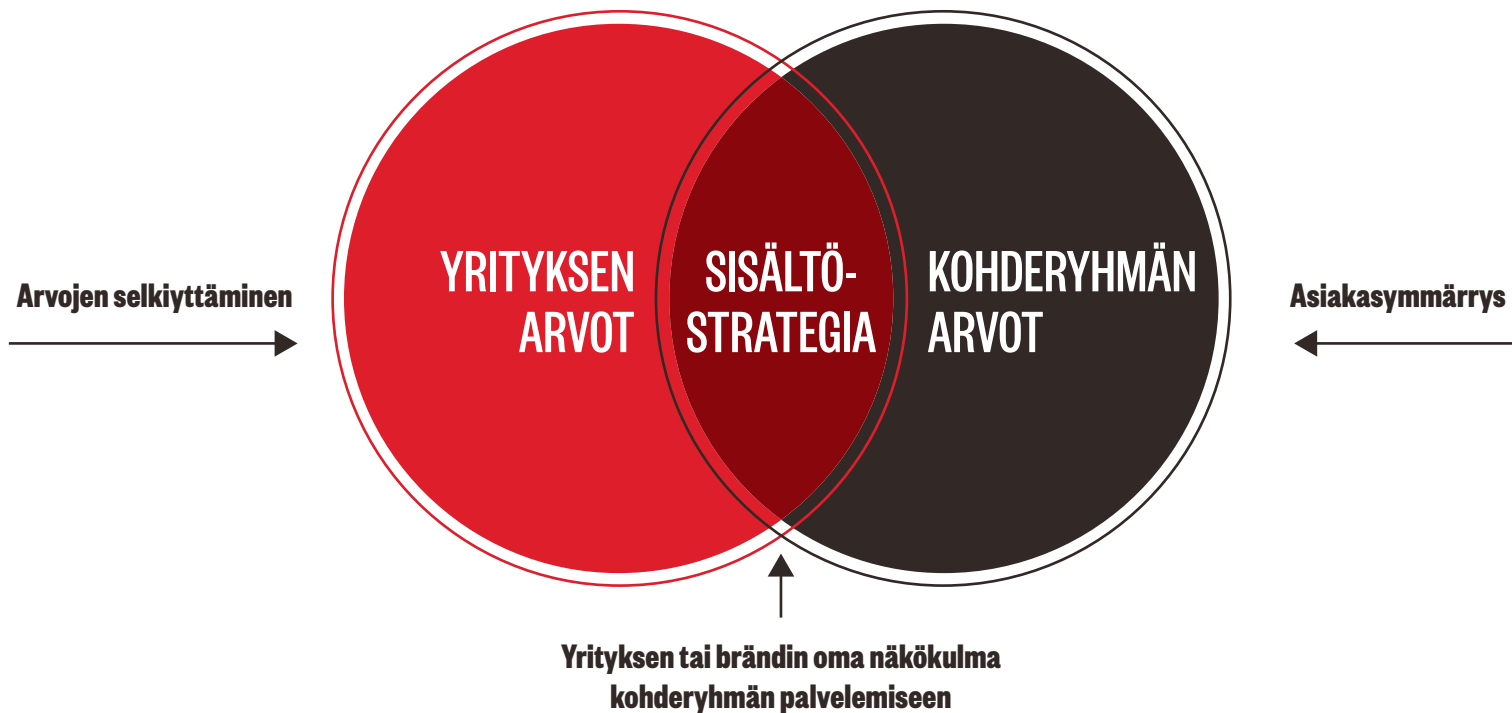 Arvojen selkiyttäminen
YRITYKSEN
ARVOT
SISÄLTÖ-
STRATEGIA
KOHDERYHMÄN
ARVOT
Asiakasymmärrys
Yrityksen tai brändin oma näkökulma
kohderyhmän palvelemiseen